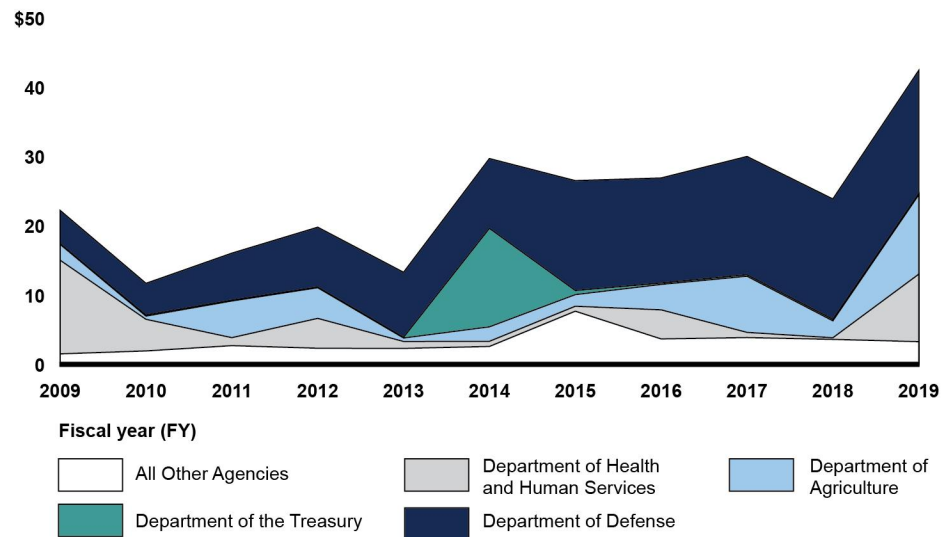 $50
40
30
20
10
0
2009 2010 2011 2012 2013 2014 2015 2016 2017 2018 2019
Fiscal year (FY)
All Other Agencies
Department of Health
and Human Services
Department of
Agriculture
Department of the Treasury
Department of Defense